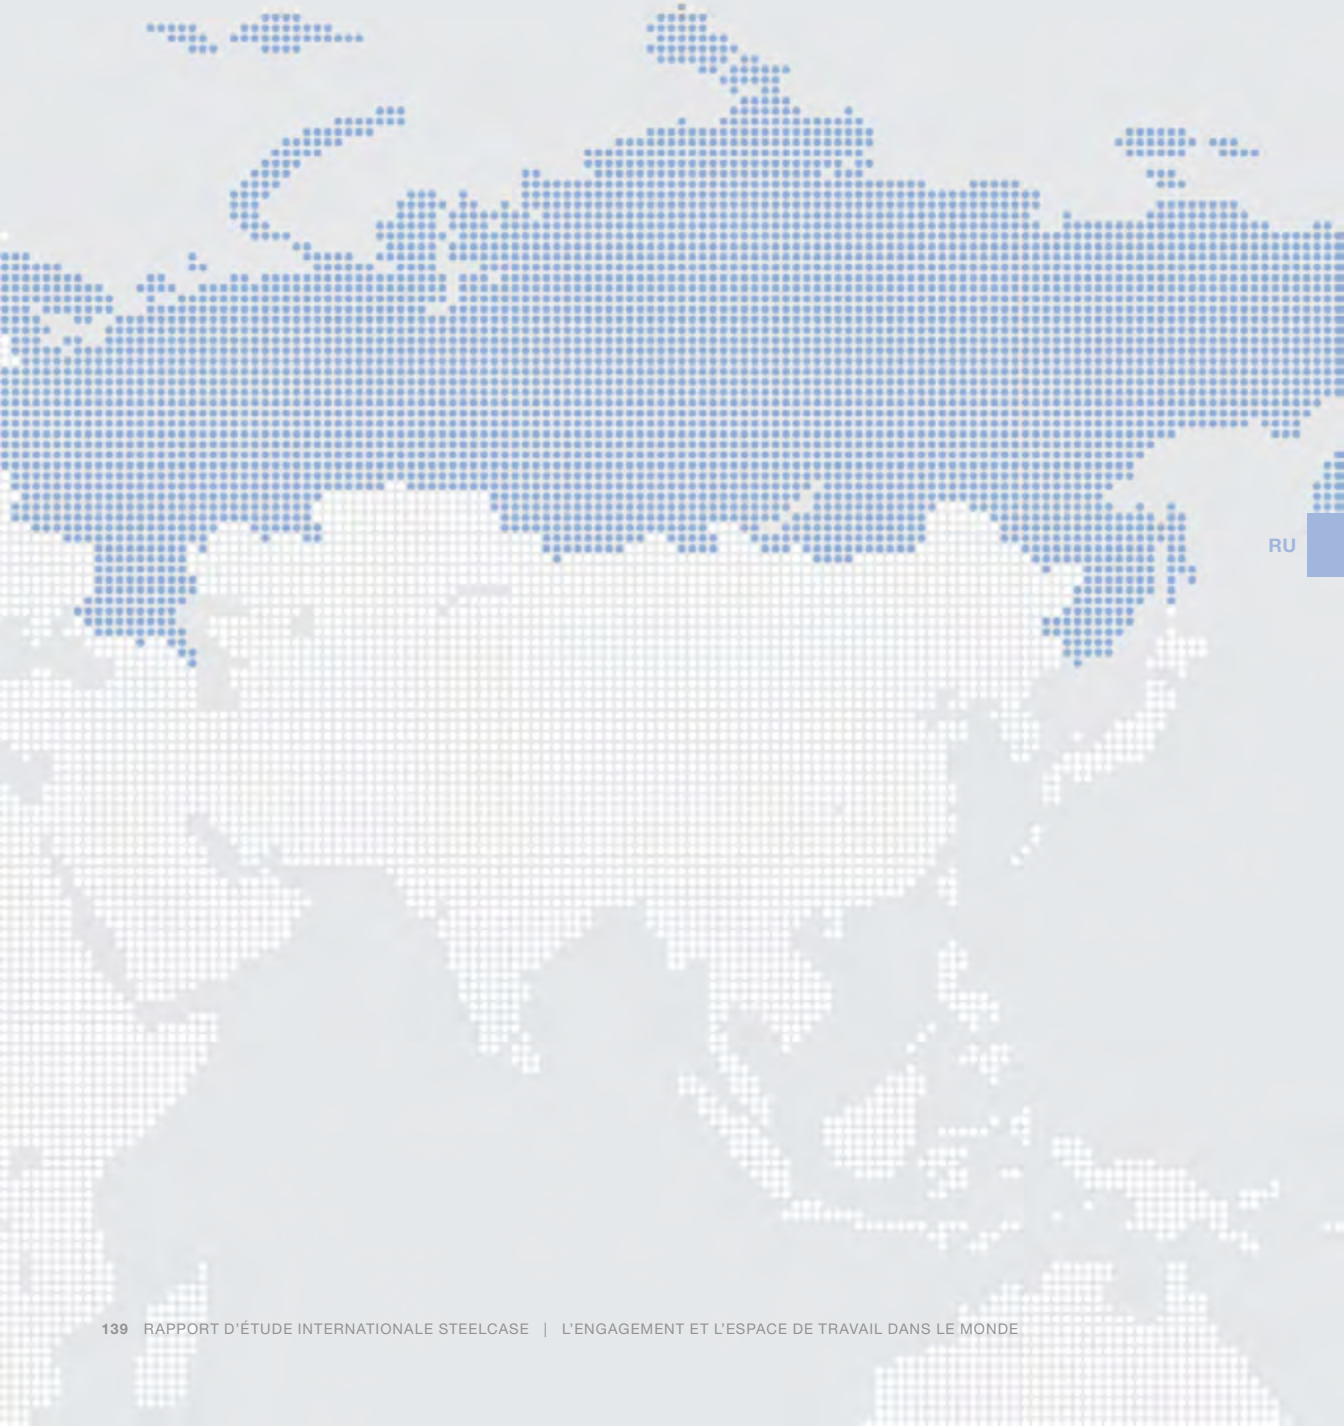 RU
139 RAPPORT D'ÉTUDE INTERNATIONALE STEELCASE | L'ENGAGEMENT ET L'ESPACE DE TRAVAIL DANS LE MONDE